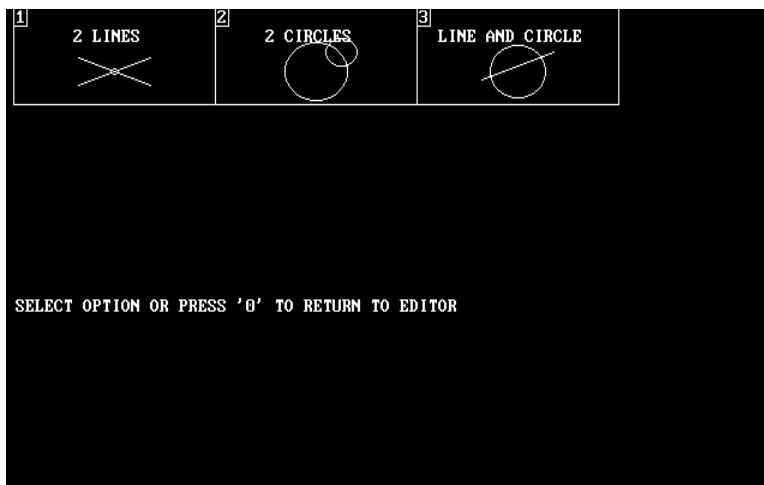 1
2 LINES
2
2 CIRCLES
3
LINE AND CIRCLE
SELECT OPTION OR PRESS '0' TO RETURN TO EDITOR